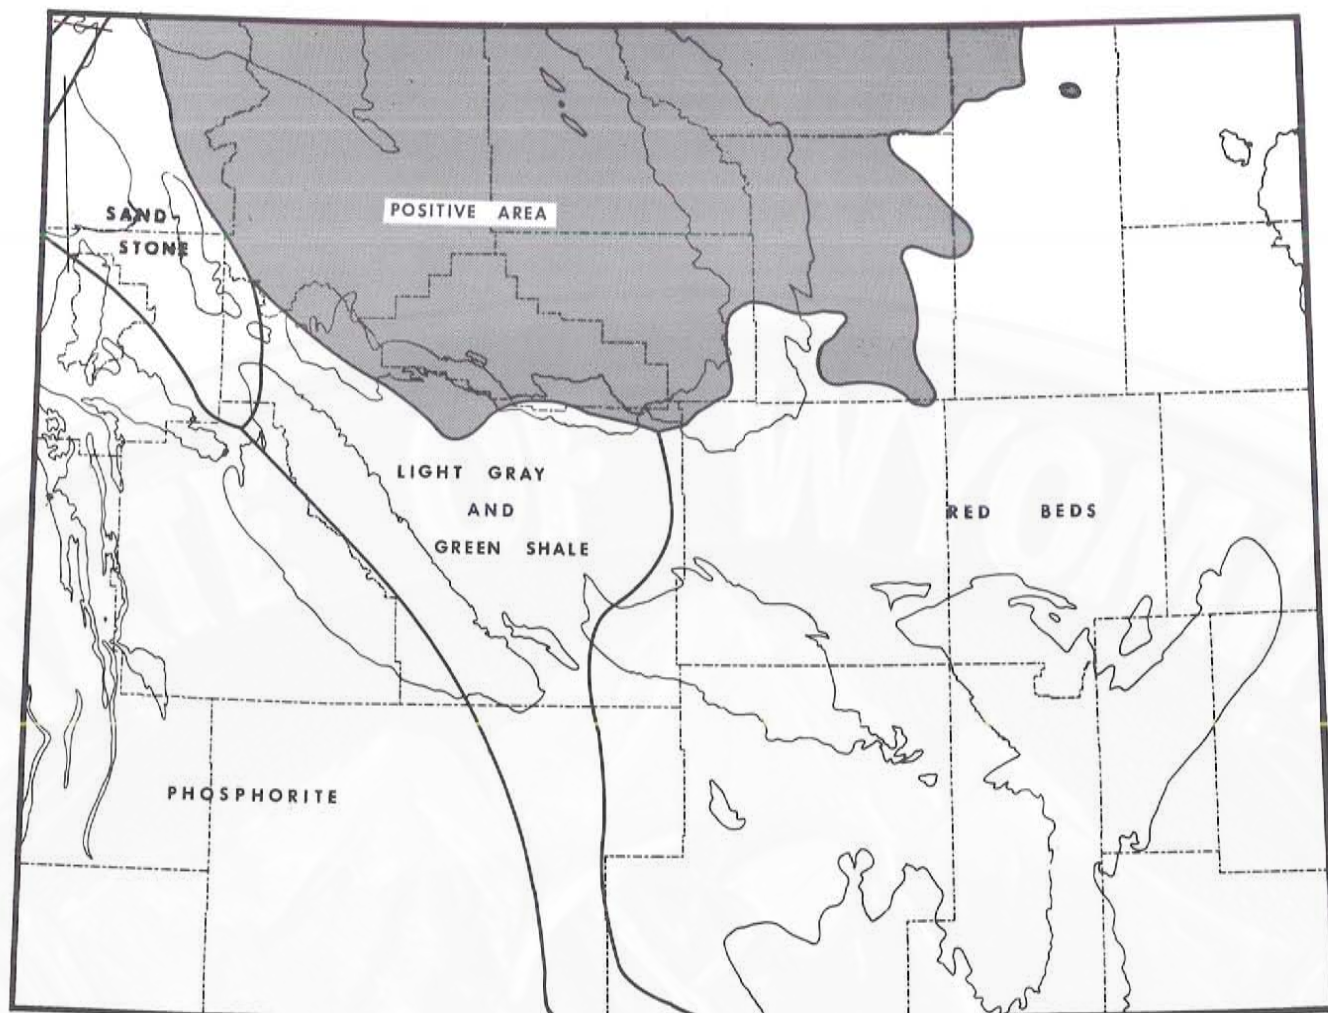 POSITIVE AREA
SAND
STONE
LIGHT GRAY
AND
GREEN SHALE
RED BEDS
PHOSPHORITE